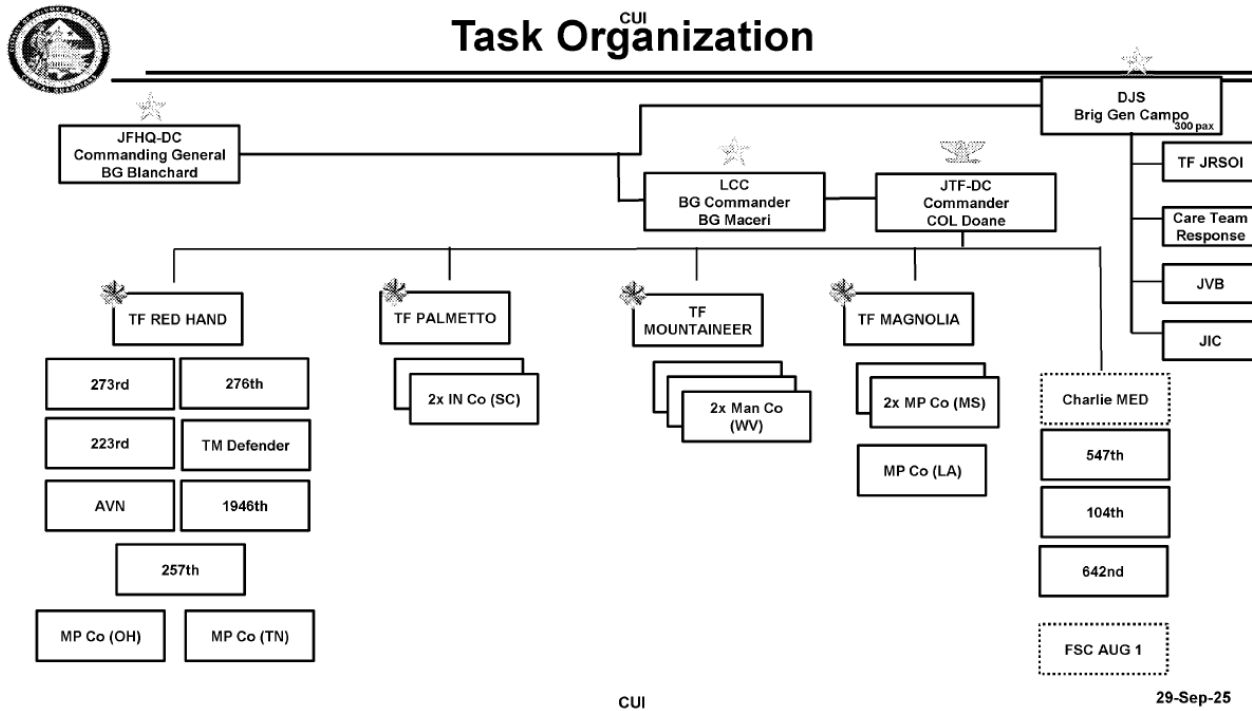 CUI
Task Organization
DJS
Brig Gen Campo
300 pax
JFHQ-DC
Commanding General
BG Blanchard
TF JRSOI
LCC
BG Commander
BG Maceri
JTF-DC
Commander
COL Doane
Care Team
Response
JVB
JIC
TF RED HAND
TF PALMETTO
TF
MOUNTAINEER
TF MAGNOLIA
273rd
276th
223rd
TM Defender
AVN
1946th
257th
MP Co (OH)
MP Co (TN)
2x IN Co (SC)
2x Man Co
(WV)
2x MP Co (MS)
MP Co (LA)
Charlie MED
547th
104th
642nd
FSC AUG 1
CUI
29-Sep-25